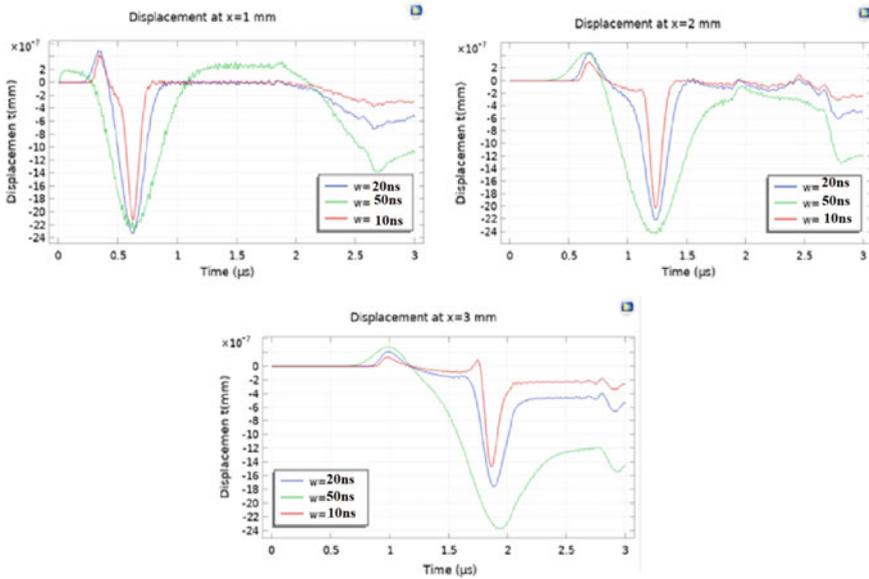 Displacement at x=1 mm
×10⁻⁷
2
0
-2
-4
-6
-8
-10
-12
-14
-16
-18
-20
-22
-24
Displacemen t(mm)
w= 20ns
w= 50ns
w= 10ns
0 0.5 1 1.5 2 2.5 3
Time (µs)
Displacement at x=2 mm
×10⁻⁷
2
0
-2
-4
-6
-8
-10
-12
-14
-16
-18
-20
-22
-24
Displacemen t(mm)
w= 20ns
w= 50ns
w= 10ns
0 0.5 1 1.5 2 2.5 3
Time (µs)
Displacement at x=3 mm
×10⁻⁷
0
-2
-4
-6
-8
-10
-12
-14
-16
-18
-20
-22
-24
Displacemen t(mm)
w=20ns
w=50ns
w=10ns
0 0.5 1 1.5 2 2.5 3
Time (µs)